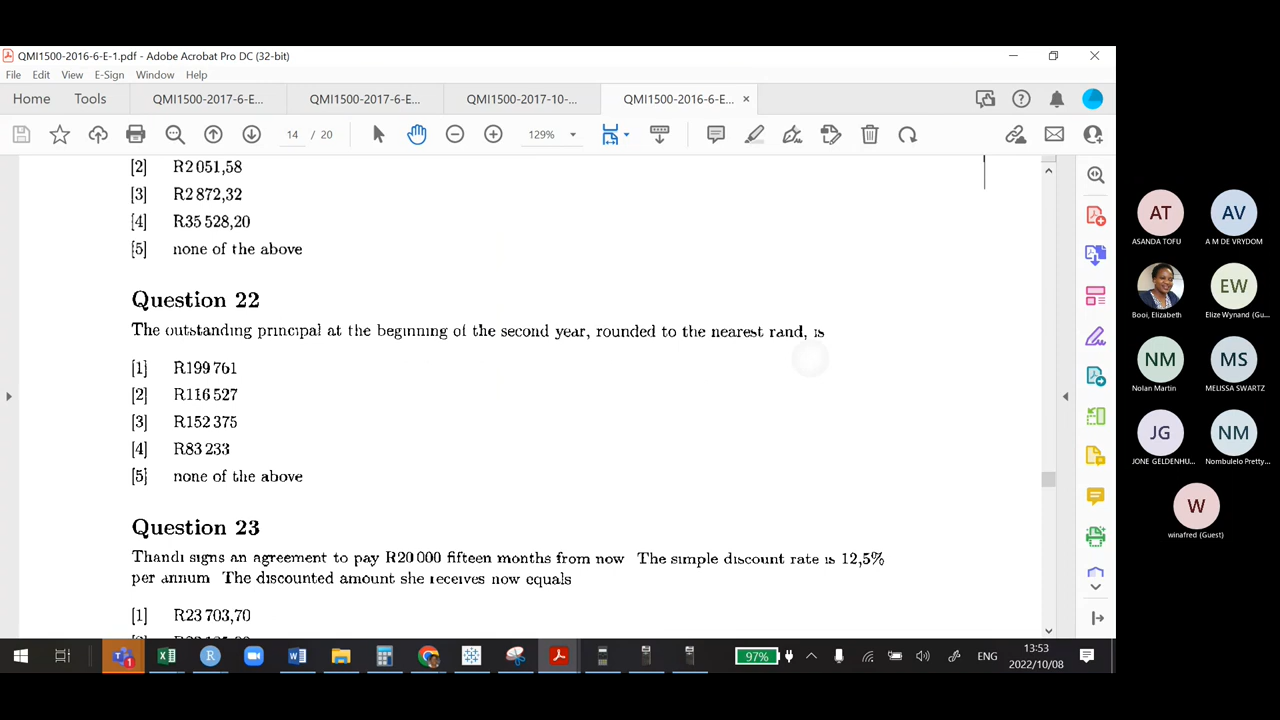 QMI1500-2016-6-E-1.pdf - Adobe Acrobat Pro DC (32-bit)
File Edit View E-Sign Window Help
Home Tools QMI1500-2017-6-E... QMI1500-2017-6-E... QMI1500-2017-10-... QMI1500-2016-6-E... ×
14 / 20 129%
[2] R2 051,58
[3] R2 872,32
[4] R35 528,20
[5] none of the above
Question 22
The outstanding principal at the beginning of the second year, rounded to the nearest rand, is
[1] R199 761
[2] R116 527
[3] R152 375
[4] R83 233
[5] none of the above
Question 23
Thandi signs an agreement to pay R20 000 fifteen months from now The simple discount rate is 12,5%
per annum The discounted amount she receives now equals
[1] R23 703,70
AT AV
ASANDA TOFU A M DE VRYDOM
EW
Booi, Elizabeth Elize Wynand (Gu...
NM MS
Nolan Martin MELISSA SWARTZ
JG NM
JONE GELDENHU... Nombulelo Pretty...
W
winafred (Guest)
97% ENG 13:53
2022/10/08